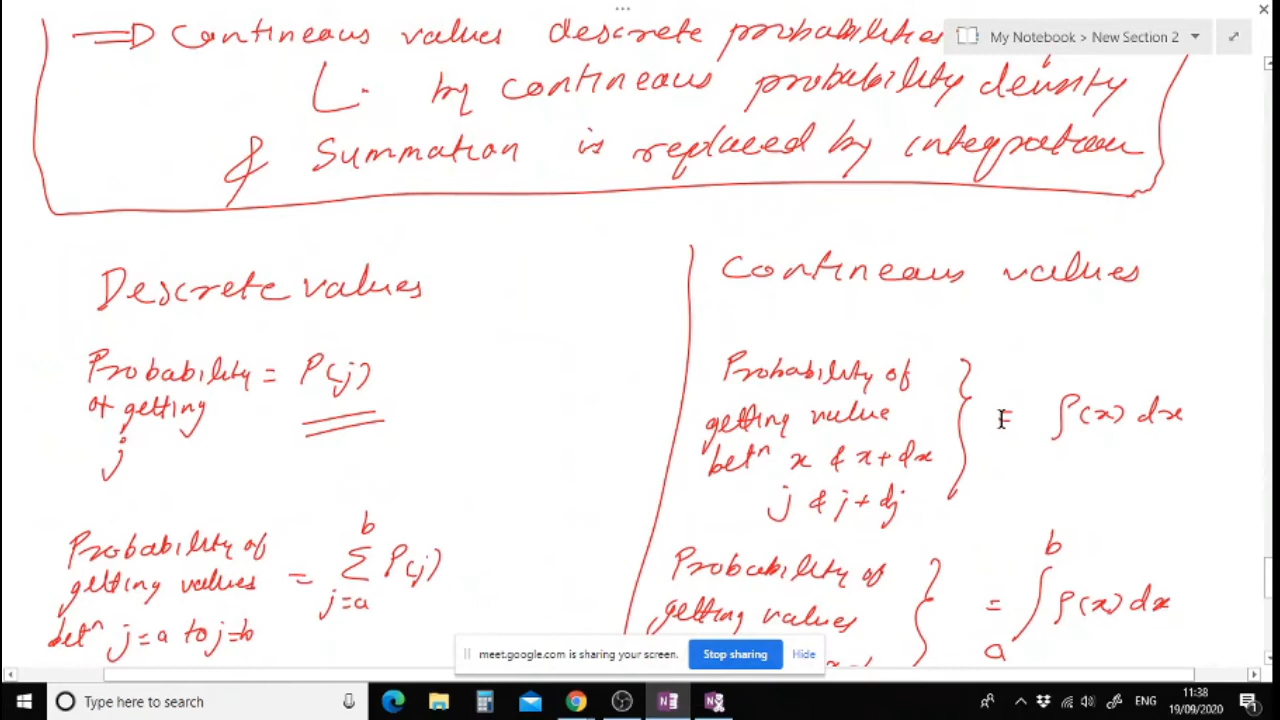 ⇒ Contineous values descrete probabilities
My Notebook > New Section 2
by contineous probability density
& Summation is replaced by integration
Descrete values
Probability = P(j)
of getting
j
Probability of
getting values = b Σ j=a P(j)
betⁿ j=a to j=b
Contineous values
Probability of
getting value } = ρ(x) dx
betⁿ x & x+dx
j & j+dj
Probability of
getting values } = ∫ₐᵇ ρ(x) dx
meet.google.com is sharing your screen. Stop sharing Hide
Type here to search
ENG
11:38
19/09/2020
1